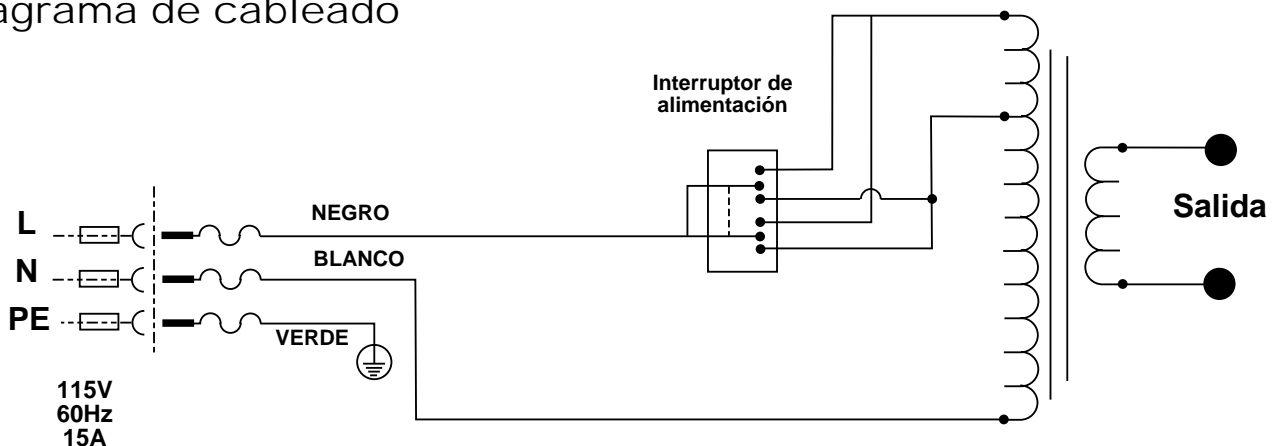 agrama de cableado
Interruptor de
alimentación
L
NEGRO
BLANCO
N
PE
VERDE
Salida
115V
60Hz
15A